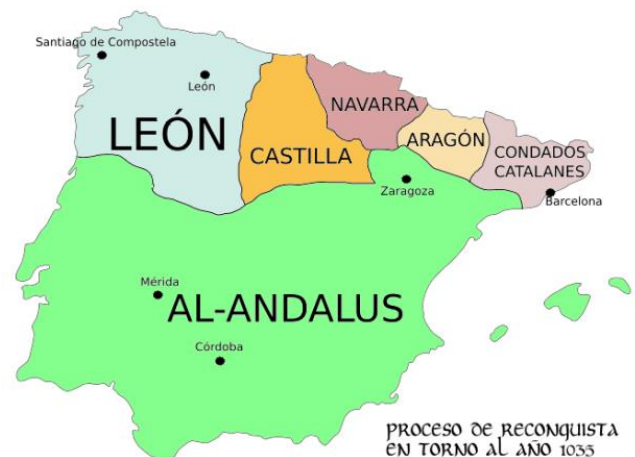 Santiago de Compostela
León
LEÓN
CASTILLA
NAVARRA
ARAGÓN
CONDADOS
CATALANES
Zaragoza
Barcelona
Mérida
AL-ANDALUS
Córdoba
PROCESO DE RECONQUISTA
EN TORNO AL AÑO 1035